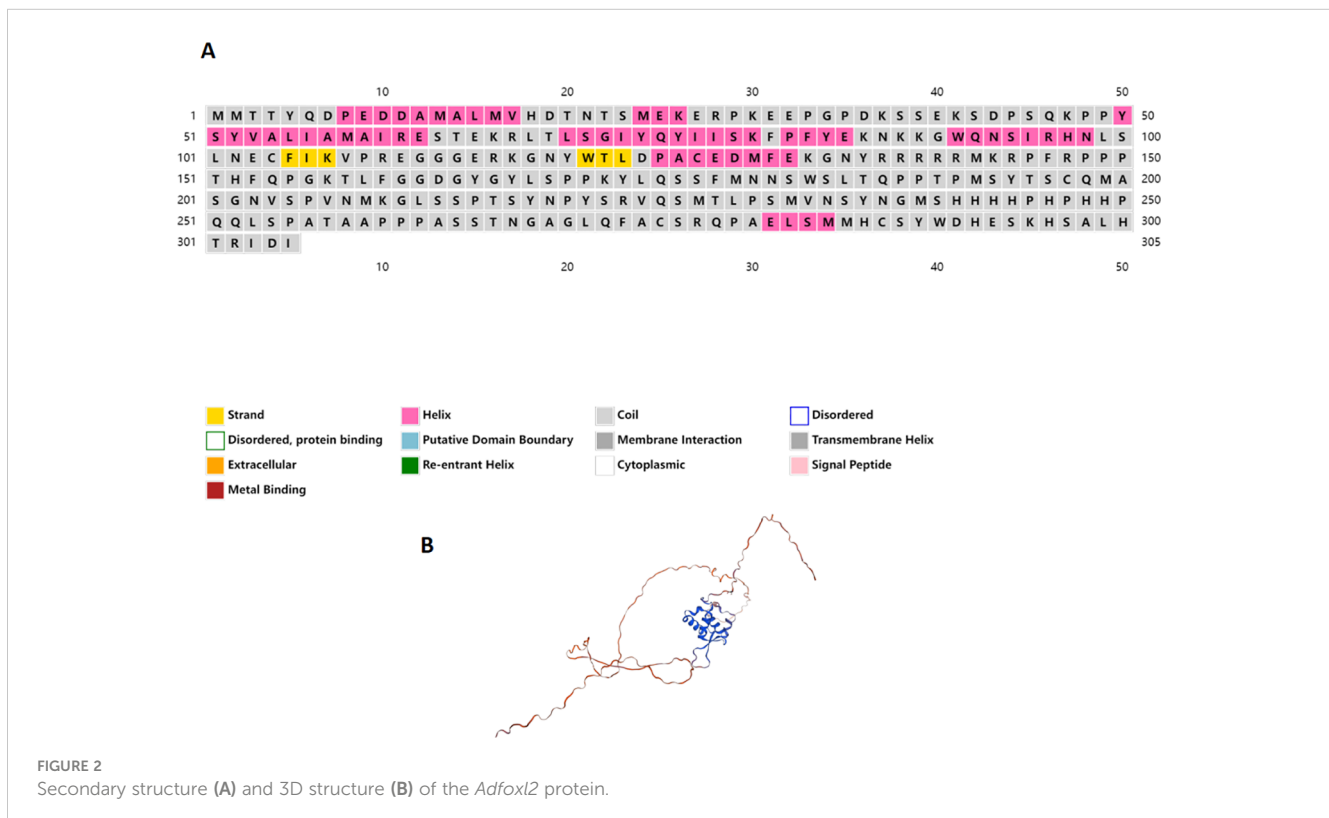 A
10 20 30 40 50
1 M M T T Y Q D P E D D A M A L M V H D T N T S M E K E R P K E E P G P D K S S E K S D P S Q K P P Y 50
51 S Y V A L I A M A I R E S T E K R L T L S G I Y Q Y I I S K F P F Y E K N K K G W Q N S I R H N L S 100
101 L N E C F I K V P R E G G G E R K G N Y W T L D P A C E D M F E K G N Y R R R R R M K R P F R P P P 150
151 T H F Q P G K T L F G G D G Y G Y L S P P K Y L Q S S F M N N S W S L T Q P P T P M S Y T S C Q M A 200
201 S G N V S P V N M K G L S S P T S Y N P Y S R V Q S M T L P S M V N S Y N G M S H H H H P H P H H P 250
251 Q Q L S P A T A A P P P A S S T N G A G L Q F A C S R Q P A E L S M M H C S Y W D H E S K H S A L H 300
301 T R I D I 305
10 20 30 40 50
Strand Helix Coil Disordered
Disordered, protein binding Putative Domain Boundary Membrane Interaction Transmembrane Helix
Extracellular Re-entrant Helix Cytoplasmic Signal Peptide
Metal Binding
B
FIGURE 2
Secondary structure (A) and 3D structure (B) of the Adfoxl2 protein.